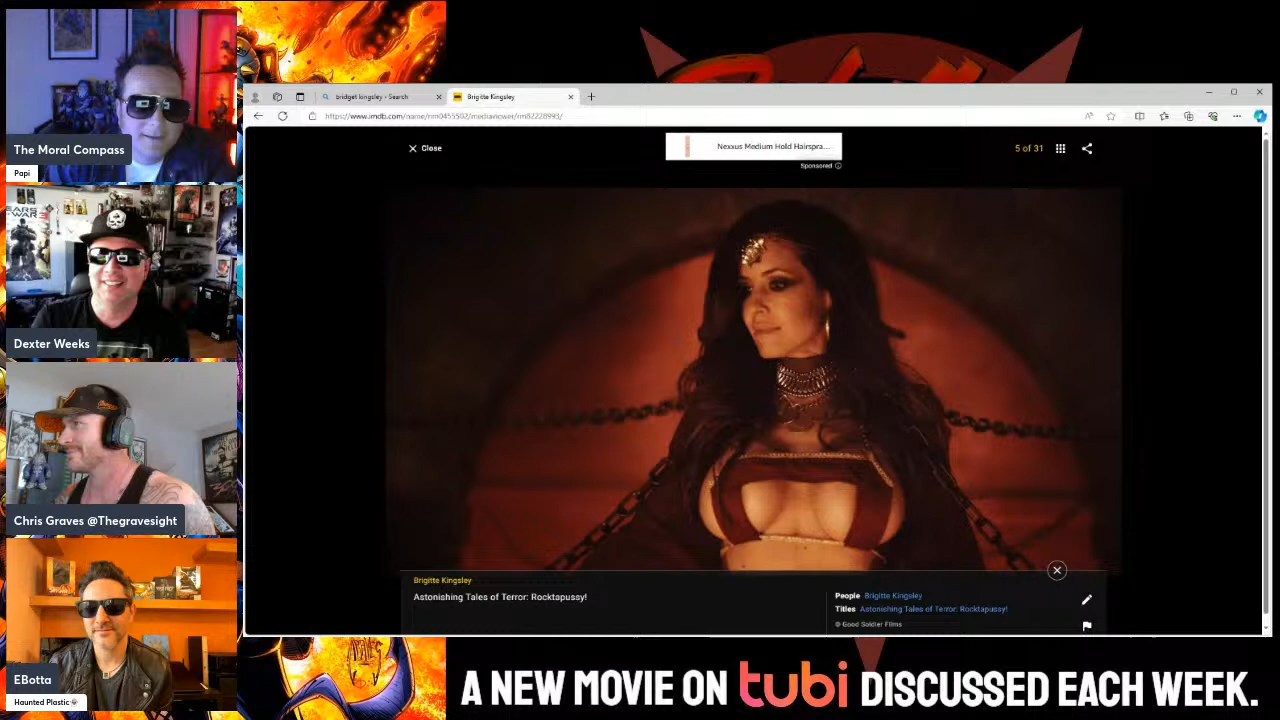 The Moral Compass
Papi
Dexter Weeks
Chris Graves @Thegravesight
EBotta
Haunted Plastic
bridget kingsley - Search
Brigitte Kingsley
https://www.imdb.com/name/nm0455502/mediaviewer/rm82228993/
Close
Nexxus Medium Hold Hairspra...
Sponsored
5 of 31
Brigitte Kingsley
Astonishing Tales of Terror: Rocktapussy!
People Brigitte Kingsley
Titles Astonishing Tales of Terror: Rocktapussy!
© Good Soldier Films
A NEW MOVIE ON tubi DISCUSSED EACH WEEK.